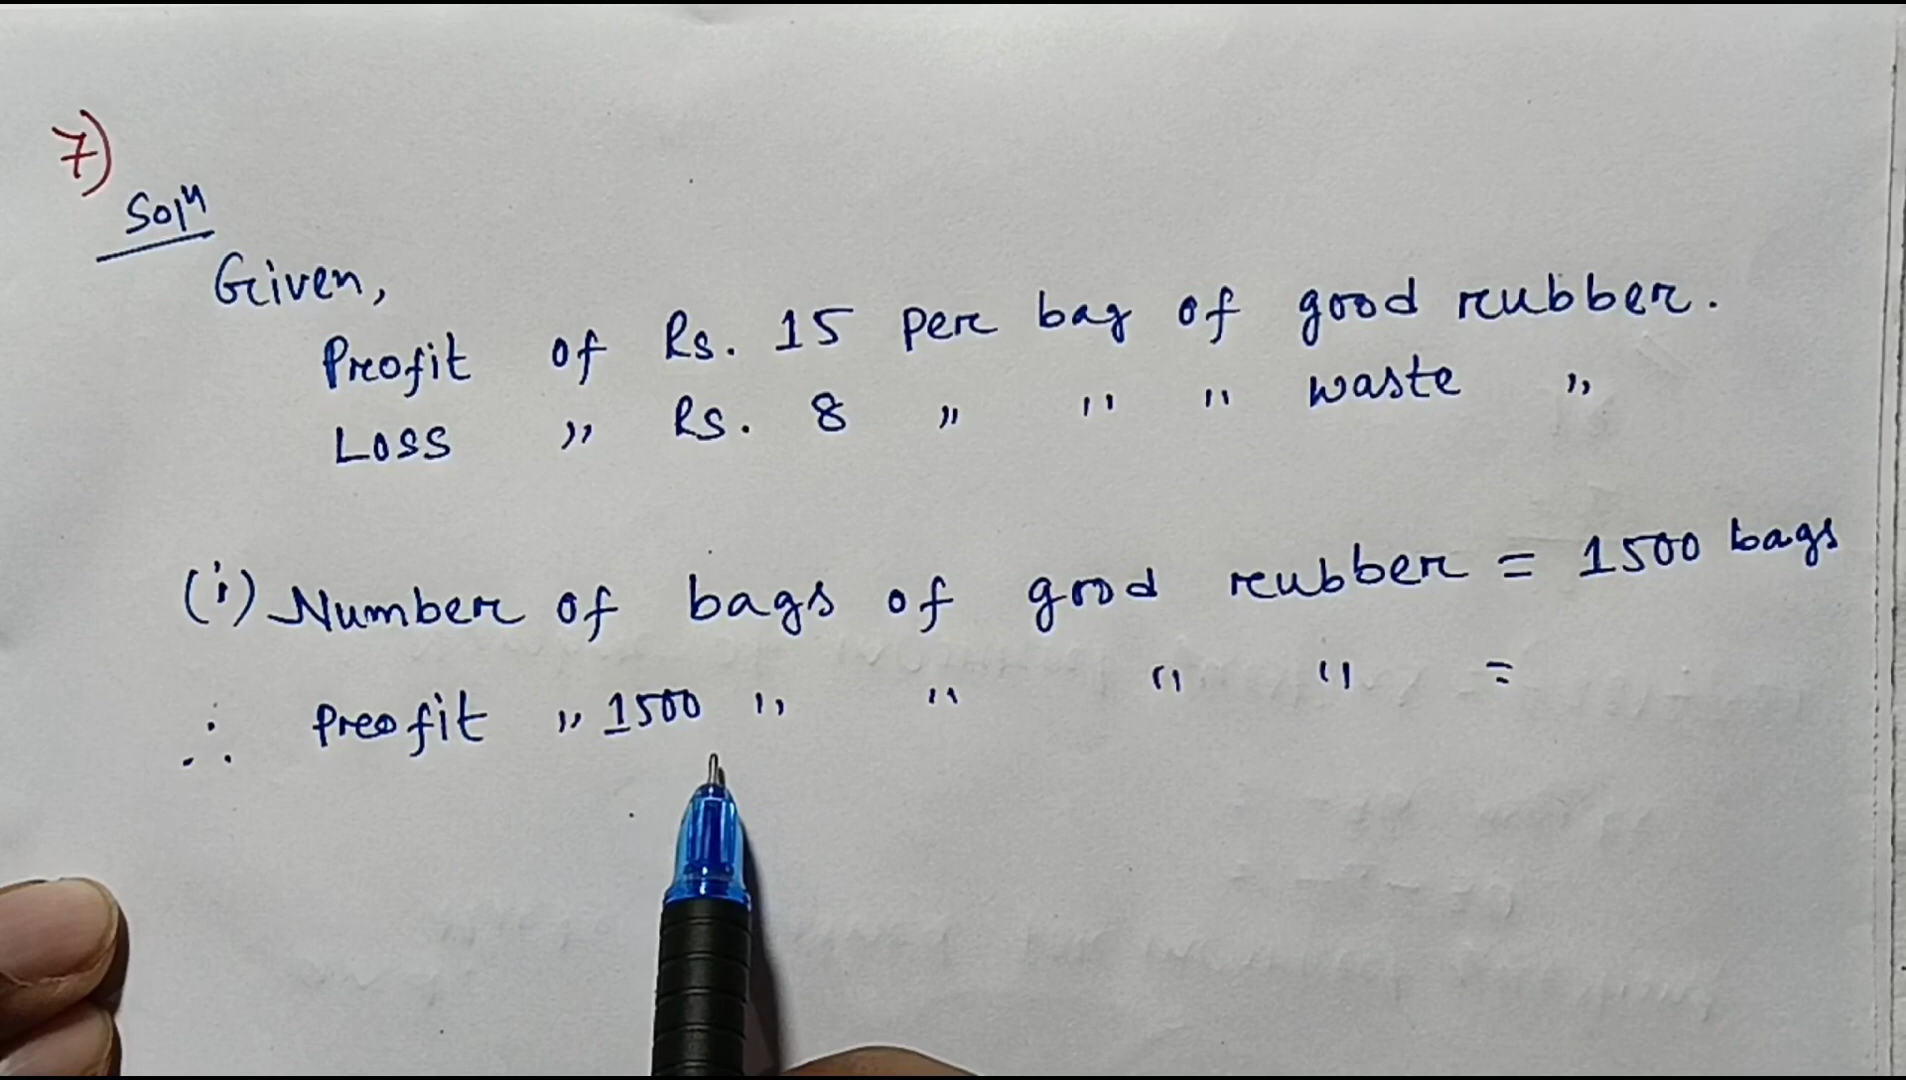 7)
Soln
Given,
Profit of Rs. 15 per bag of good rubber.
Loss " Rs. 8 " " " waste "
(i) Number of bags of good rubber = 1500 bags
∴ Profit " 1500 " " " " =